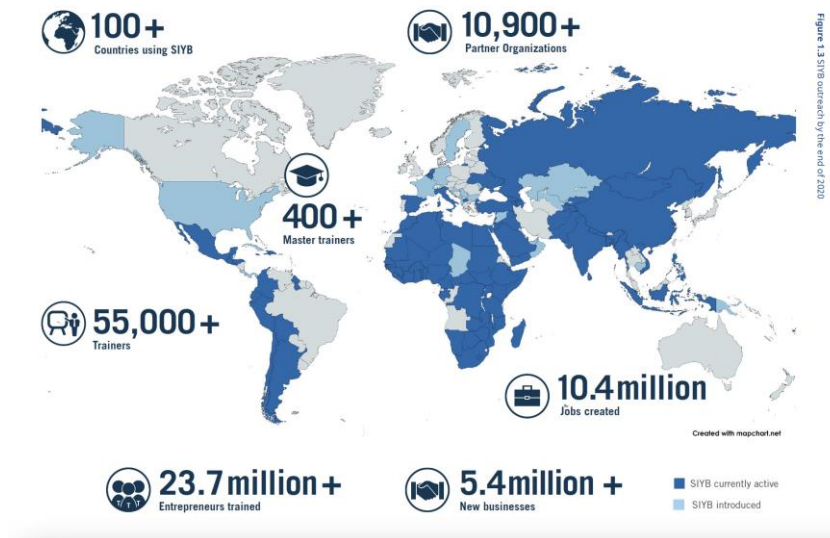 100+
Countries using SIYB
10,900+
Partner Organizations
Figure 1.3 SIYB outreach by the end of 2020
400+
Master trainers
55,000+
Trainers
10.4million
Jobs created
Created with mapchart.net
23.7million+
Entrepreneurs trained
5.4million +
New businesses
SIYB currently active
SIYB introduced